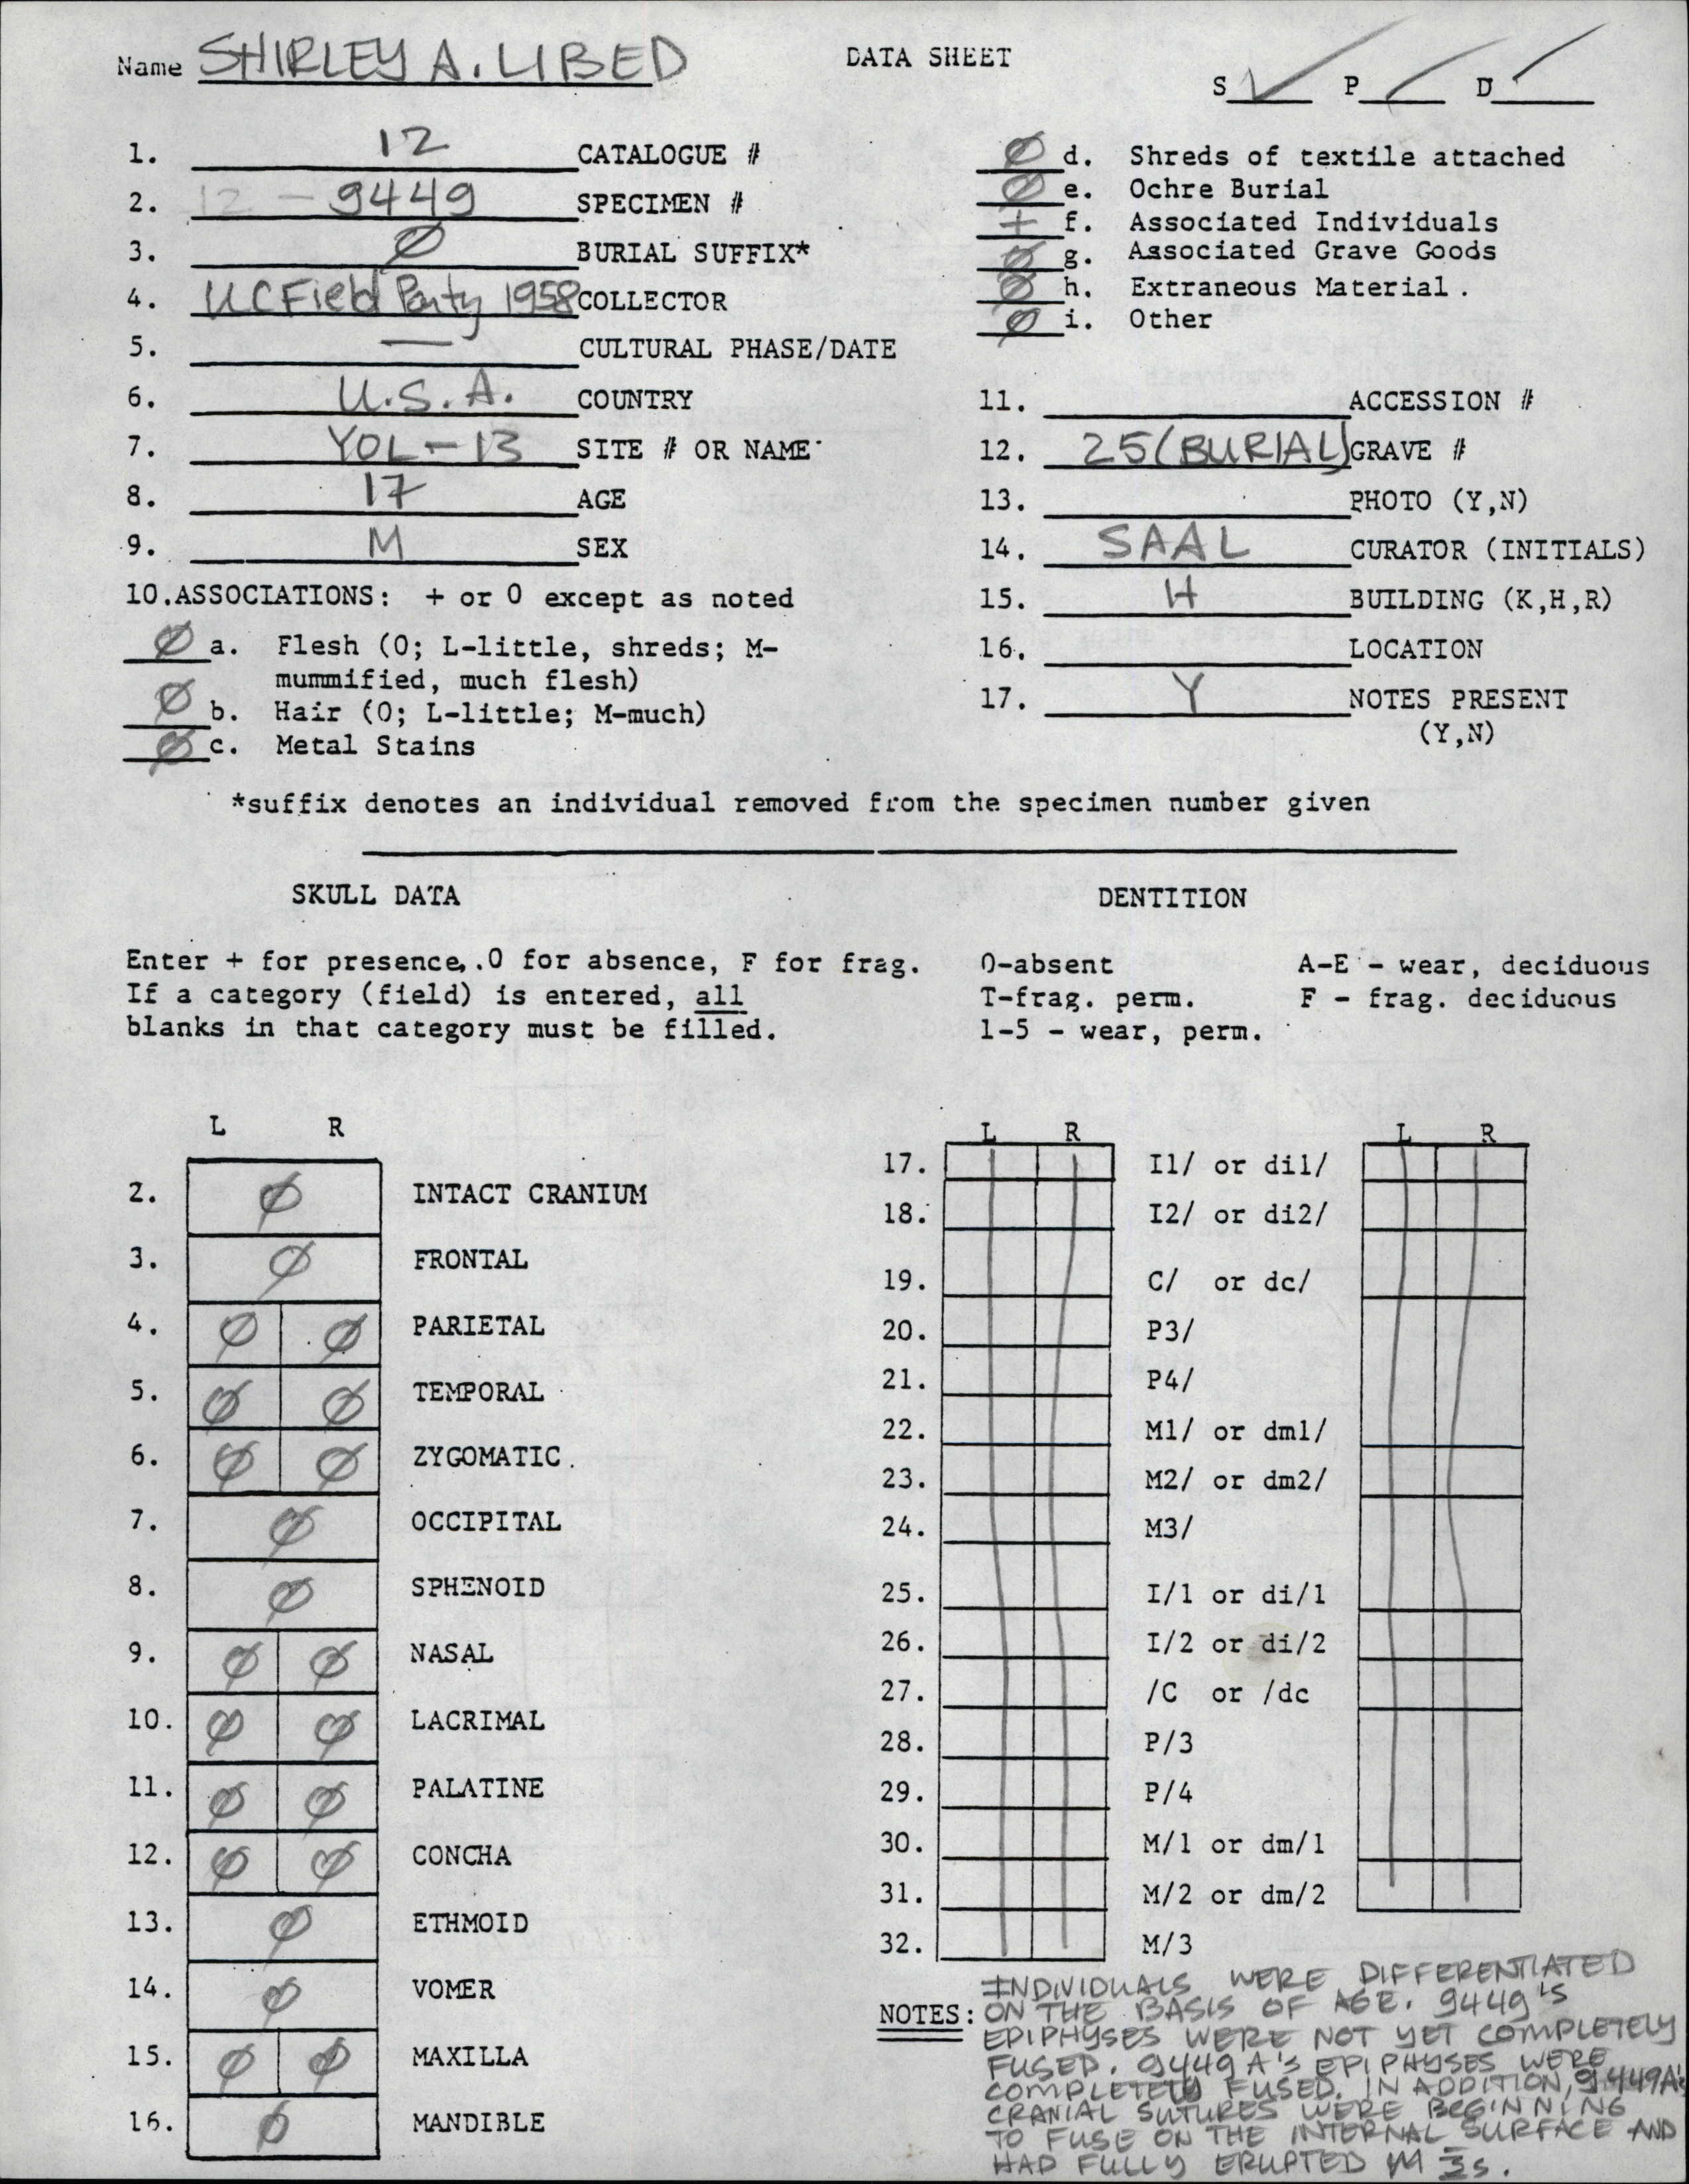 Name SHIRLEY A. LIBED
DATA SHEET
S ✓ P ✓ D ✓
1. 12 CATALOGUE #
2. 12 - 9449 SPECIMEN #
3. Ø BURIAL SUFFIX*
4. UC Field Party 1958 COLLECTOR
5. — CULTURAL PHASE/DATE
6. U.S.A. COUNTRY
7. YOL-13 SITE # OR NAME
8. 17 AGE
9. M SEX
10.ASSOCIATIONS: + or 0 except as noted
Ø a. Flesh (0; L-little, shreds; M-
mummified, much flesh)
Ø b. Hair (0; L-little; M-much)
Ø c. Metal Stains
Ø d. Shreds of textile attached
Ø e. Ochre Burial
+ f. Associated Individuals
Ø g. Associated Grave Goods
Ø h. Extraneous Material.
Ø i. Other
11. ACCESSION #
12. 25 (BURIAL) GRAVE #
13. PHOTO (Y,N)
14. SAAL CURATOR (INITIALS)
15. H BUILDING (K,H,R)
16. LOCATION
17. Y NOTES PRESENT
(Y,N)
*suffix denotes an individual removed from the specimen number given
SKULL DATA
Enter + for presence, 0 for absence, F for frag.
If a category (field) is entered, all
blanks in that category must be filled.
L R
2. Ø INTACT CRANIUM
3. Ø FRONTAL
4. Ø Ø PARIETAL
5. Ø Ø TEMPORAL
6. Ø Ø ZYGOMATIC
7. Ø OCCIPITAL
8. Ø SPHENOID
9. Ø Ø NASAL
10. Ø Ø LACRIMAL
11. Ø Ø PALATINE
12. Ø Ø CONCHA
13. Ø ETHMOID
14. Ø VOMER
15. Ø Ø MAXILLA
16. Ø MANDIBLE
DENTITION
0-absent A-E - wear, deciduous
T-frag. perm. F - frag. deciduous
1-5 - wear, perm.
L R L R
17. I1/ or di1/
18. I2/ or di2/
19. C/ or dc/
20. P3/
21. P4/
22. M1/ or dm1/
23. M2/ or dm2/
24. M3/
25. I/1 or di/1
26. I/2 or di/2
27. /C or /dc
28. P/3
29. P/4
30. M/1 or dm/1
31. M/2 or dm/2
32. M/3
INDIVIDUALS WERE DIFFERENTIATED
NOTES: ON THE BASIS OF AGE. 9449'S
EPIPHYSES WERE NOT YET COMPLETELY
FUSED. 9449A'S EPIPHYSES WERE
COMPLETELY FUSED. IN ADDITION, 9449A'S
CRANIAL SUTURES WERE BEGINNING
TO FUSE ON THE INTERNAL SURFACE AND
HAD FULLY ERUPTED M 3s.